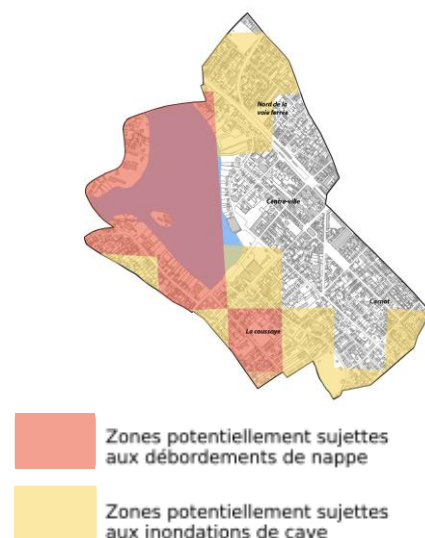 Nord de la
voie ferrée
Centre-ville
Carnot
La coussaye
Zones potentiellement sujettes
aux débordements de nappe
Zones potentiellement sujettes
aux inondations de cave